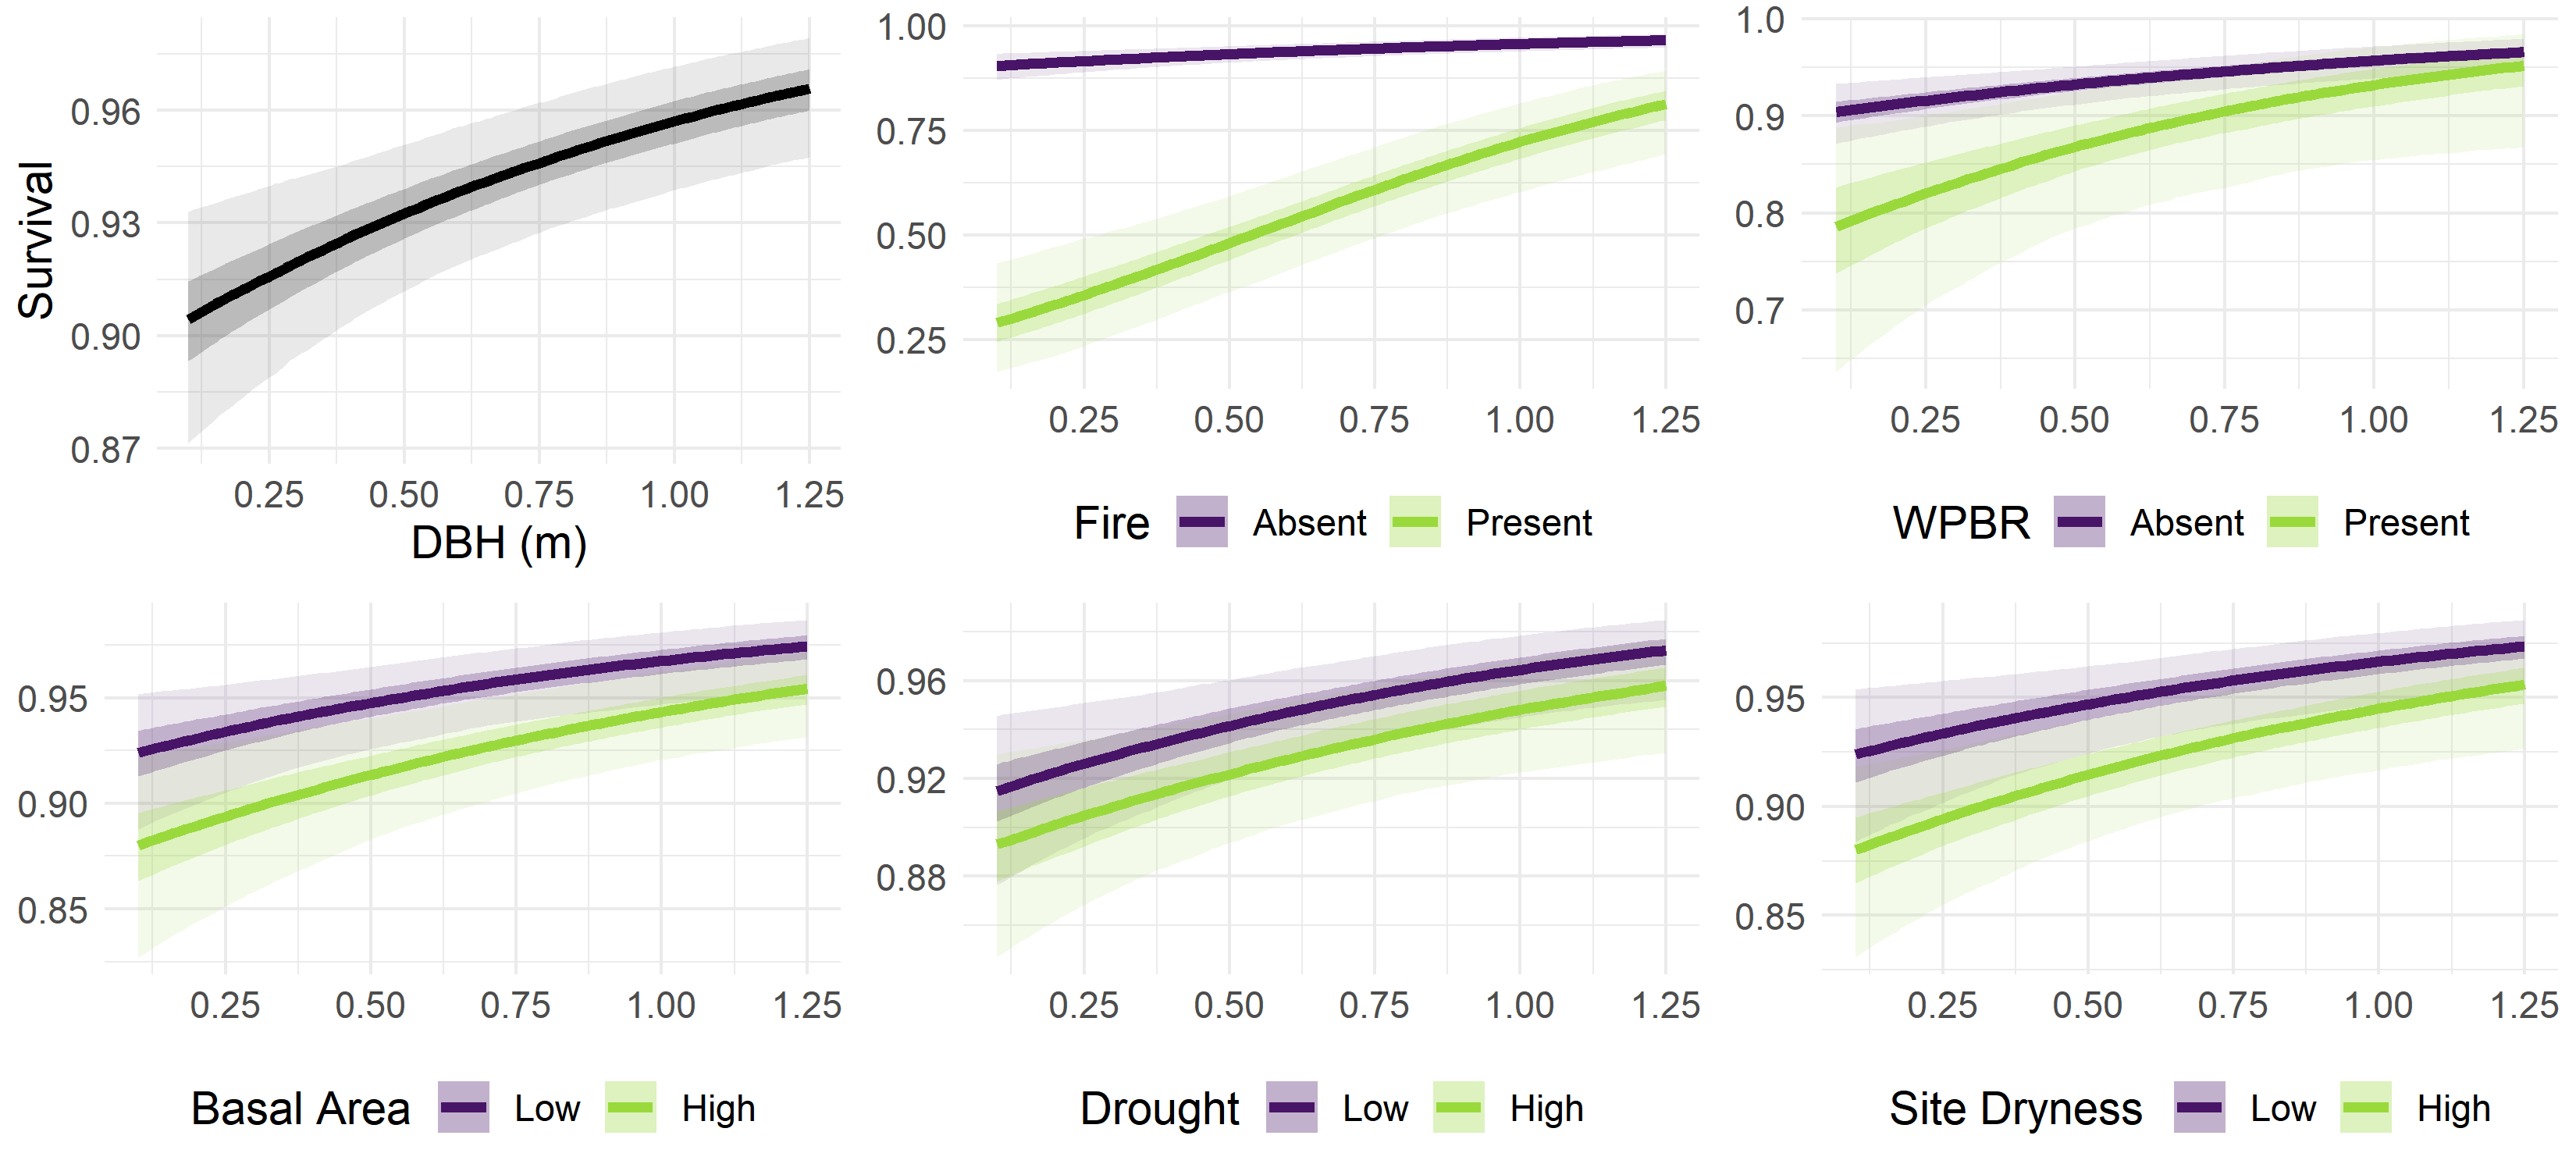 Survival
0.96
0.93
0.90
0.87
0.25 0.50 0.75 1.00 1.25
DBH (m)
1.00
0.75
0.50
0.25
0.25 0.50 0.75 1.00 1.25
Fire Absent Present
1.0
0.9
0.8
0.7
0.25 0.50 0.75 1.00 1.25
WPBR Absent Present
0.95
0.90
0.85
0.25 0.50 0.75 1.00 1.25
Basal Area Low High
0.96
0.92
0.88
0.25 0.50 0.75 1.00 1.25
Drought Low High
0.95
0.90
0.85
0.25 0.50 0.75 1.00 1.25
Site Dryness Low High